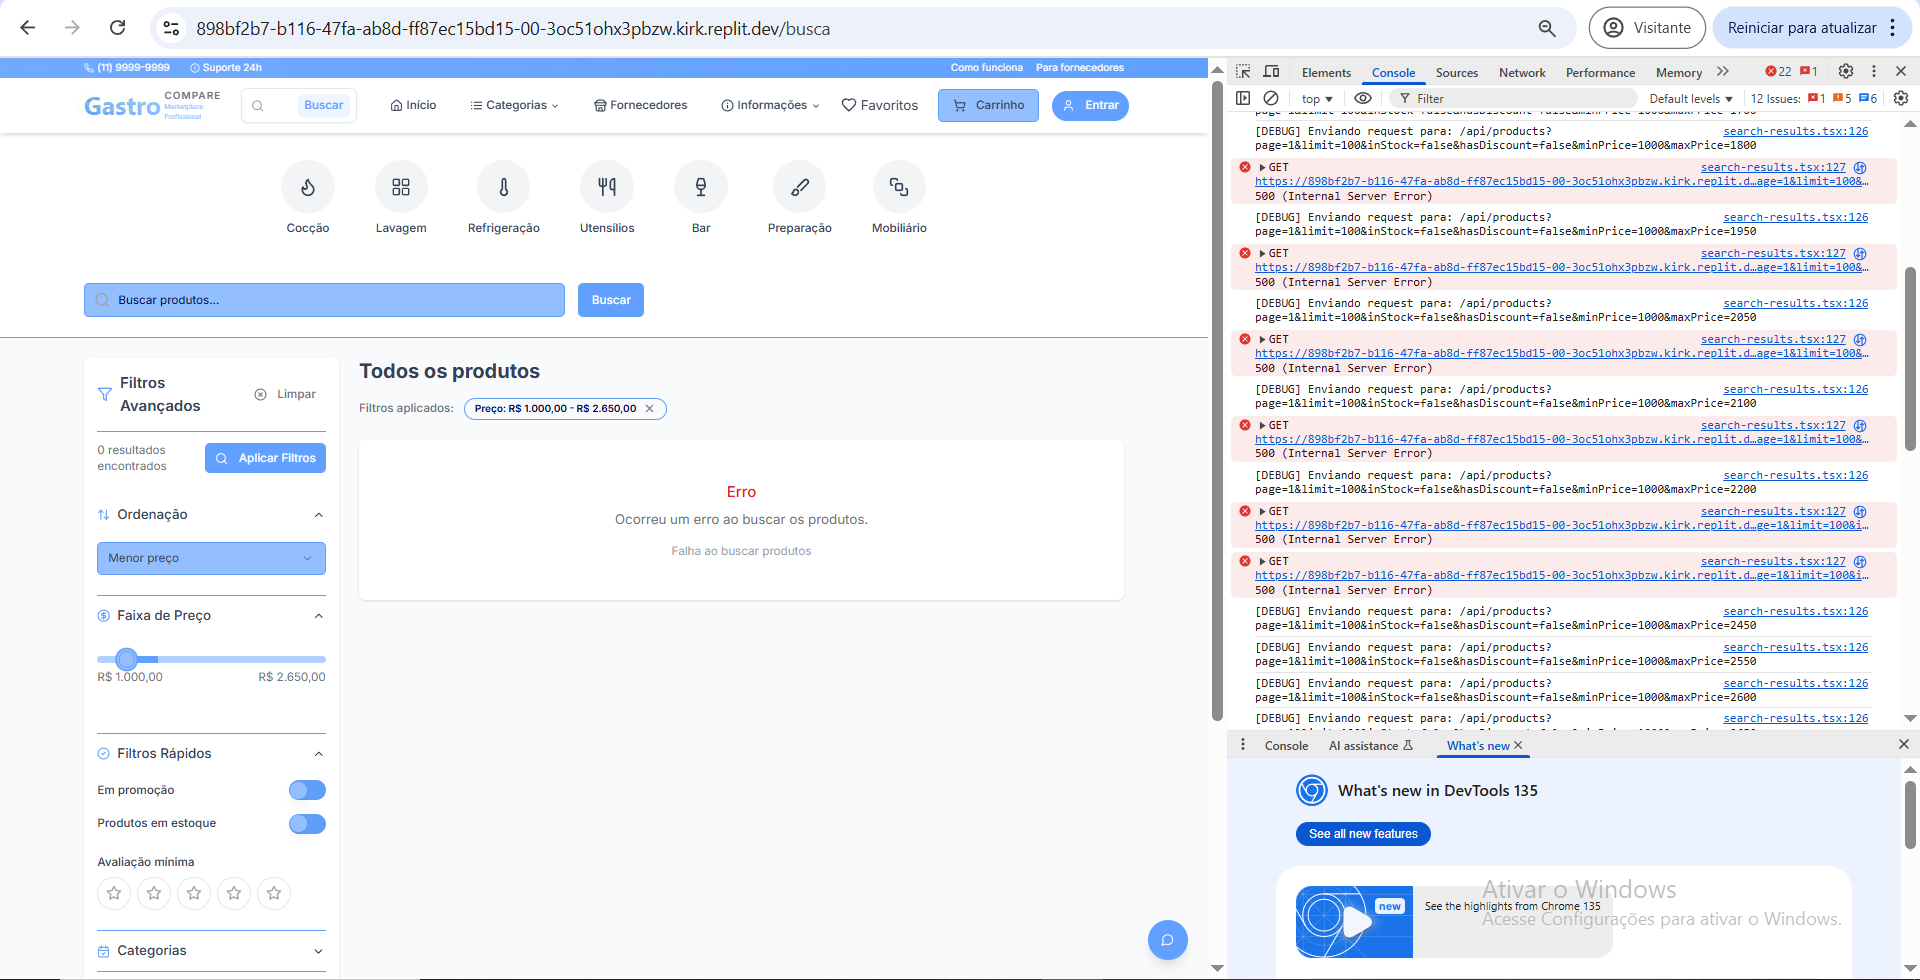 898bf2b7-b116-47fa-ab8d-ff87ec15bd15-00-3oc51ohx3pbzw.kirk.replit.dev/busca
Visitante
Reiniciar para atualizar
(11) 9999-9999
Suporte 24h
Como funciona
Para fornecedores
Gastro COMPARE
Marketplace
Profissional
Buscar
Início
Categorias
Fornecedores
Informações
Favoritos
Carrinho
Entrar
Cocção
Lavagem
Refrigeração
Utensílios
Bar
Preparação
Mobiliário
Buscar produtos...
Buscar
Filtros
Avançados
Limpar
0 resultados
encontrados
Aplicar Filtros
Ordenação
Menor preço
Faixa de Preço
R$ 1.000,00
R$ 2.650,00
Filtros Rápidos
Em promoção
Produtos em estoque
Avaliação mínima
Categorias
Todos os produtos
Filtros aplicados:
Preço: R$ 1.000,00 - R$ 2.650,00
Erro
Ocorreu um erro ao buscar os produtos.
Falha ao buscar produtos
Elements
Console
Sources
Network
Performance
Memory
22
1
top
Filter
Default levels
12 Issues:
1
5
6
[DEBUG] Enviando request para: /api/products? search-results.tsx:126
page=1&limit=100&inStock=false&hasDiscount=false&minPrice=1000&maxPrice=1800
GET search-results.tsx:127
https://898bf2b7-b116-47fa-ab8d-ff87ec15bd15-00-3oc51ohx3pbzw.kirk.replit.d…age=1&limit=100&…
500 (Internal Server Error)
[DEBUG] Enviando request para: /api/products? search-results.tsx:126
page=1&limit=100&inStock=false&hasDiscount=false&minPrice=1000&maxPrice=1950
GET search-results.tsx:127
https://898bf2b7-b116-47fa-ab8d-ff87ec15bd15-00-3oc51ohx3pbzw.kirk.replit.d…age=1&limit=100&…
500 (Internal Server Error)
[DEBUG] Enviando request para: /api/products? search-results.tsx:126
page=1&limit=100&inStock=false&hasDiscount=false&minPrice=1000&maxPrice=2050
GET search-results.tsx:127
https://898bf2b7-b116-47fa-ab8d-ff87ec15bd15-00-3oc51ohx3pbzw.kirk.replit.d…age=1&limit=100&…
500 (Internal Server Error)
[DEBUG] Enviando request para: /api/products? search-results.tsx:126
page=1&limit=100&inStock=false&hasDiscount=false&minPrice=1000&maxPrice=2100
GET search-results.tsx:127
https://898bf2b7-b116-47fa-ab8d-ff87ec15bd15-00-3oc51ohx3pbzw.kirk.replit.d…age=1&limit=100&…
500 (Internal Server Error)
[DEBUG] Enviando request para: /api/products? search-results.tsx:126
page=1&limit=100&inStock=false&hasDiscount=false&minPrice=1000&maxPrice=2200
GET search-results.tsx:127
https://898bf2b7-b116-47fa-ab8d-ff87ec15bd15-00-3oc51ohx3pbzw.kirk.replit.d…ge=1&limit=100&i…
500 (Internal Server Error)
GET search-results.tsx:127
https://898bf2b7-b116-47fa-ab8d-ff87ec15bd15-00-3oc51ohx3pbzw.kirk.replit.d…ge=1&limit=100&i…
500 (Internal Server Error)
[DEBUG] Enviando request para: /api/products? search-results.tsx:126
page=1&limit=100&inStock=false&hasDiscount=false&minPrice=1000&maxPrice=2450
[DEBUG] Enviando request para: /api/products? search-results.tsx:126
page=1&limit=100&inStock=false&hasDiscount=false&minPrice=1000&maxPrice=2550
[DEBUG] Enviando request para: /api/products? search-results.tsx:126
page=1&limit=100&inStock=false&hasDiscount=false&minPrice=1000&maxPrice=2600
[DEBUG] Enviando request para: /api/products? search-results.tsx:126
Console
AI assistance
What's new
What's new in DevTools 135
See all new features
new
See the highlights from Chrome 135
Ativar o Windows
Acesse Configurações para ativar o Windows.